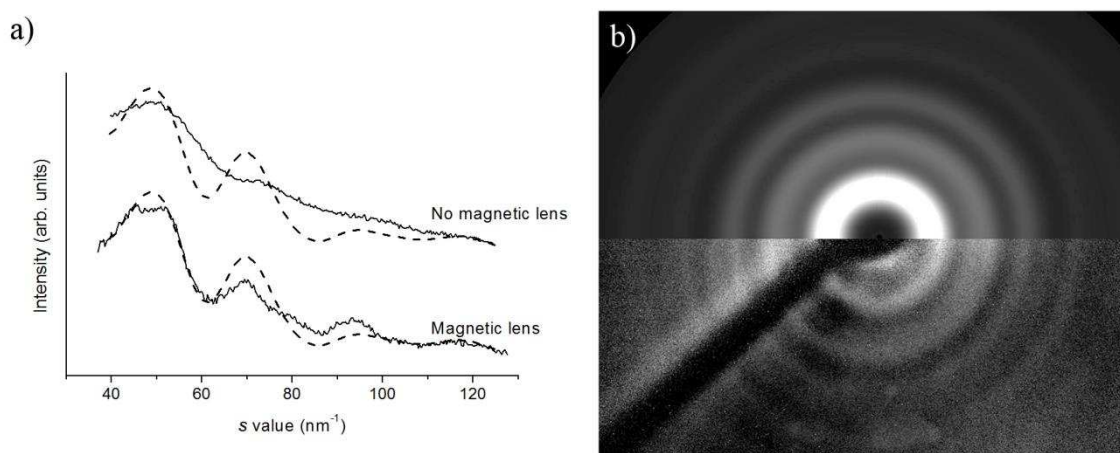 a)
b)
Intensity (arb. units)
No magnetic lens
Magnetic lens
40 60 80 100 120
s value (nm⁻¹)